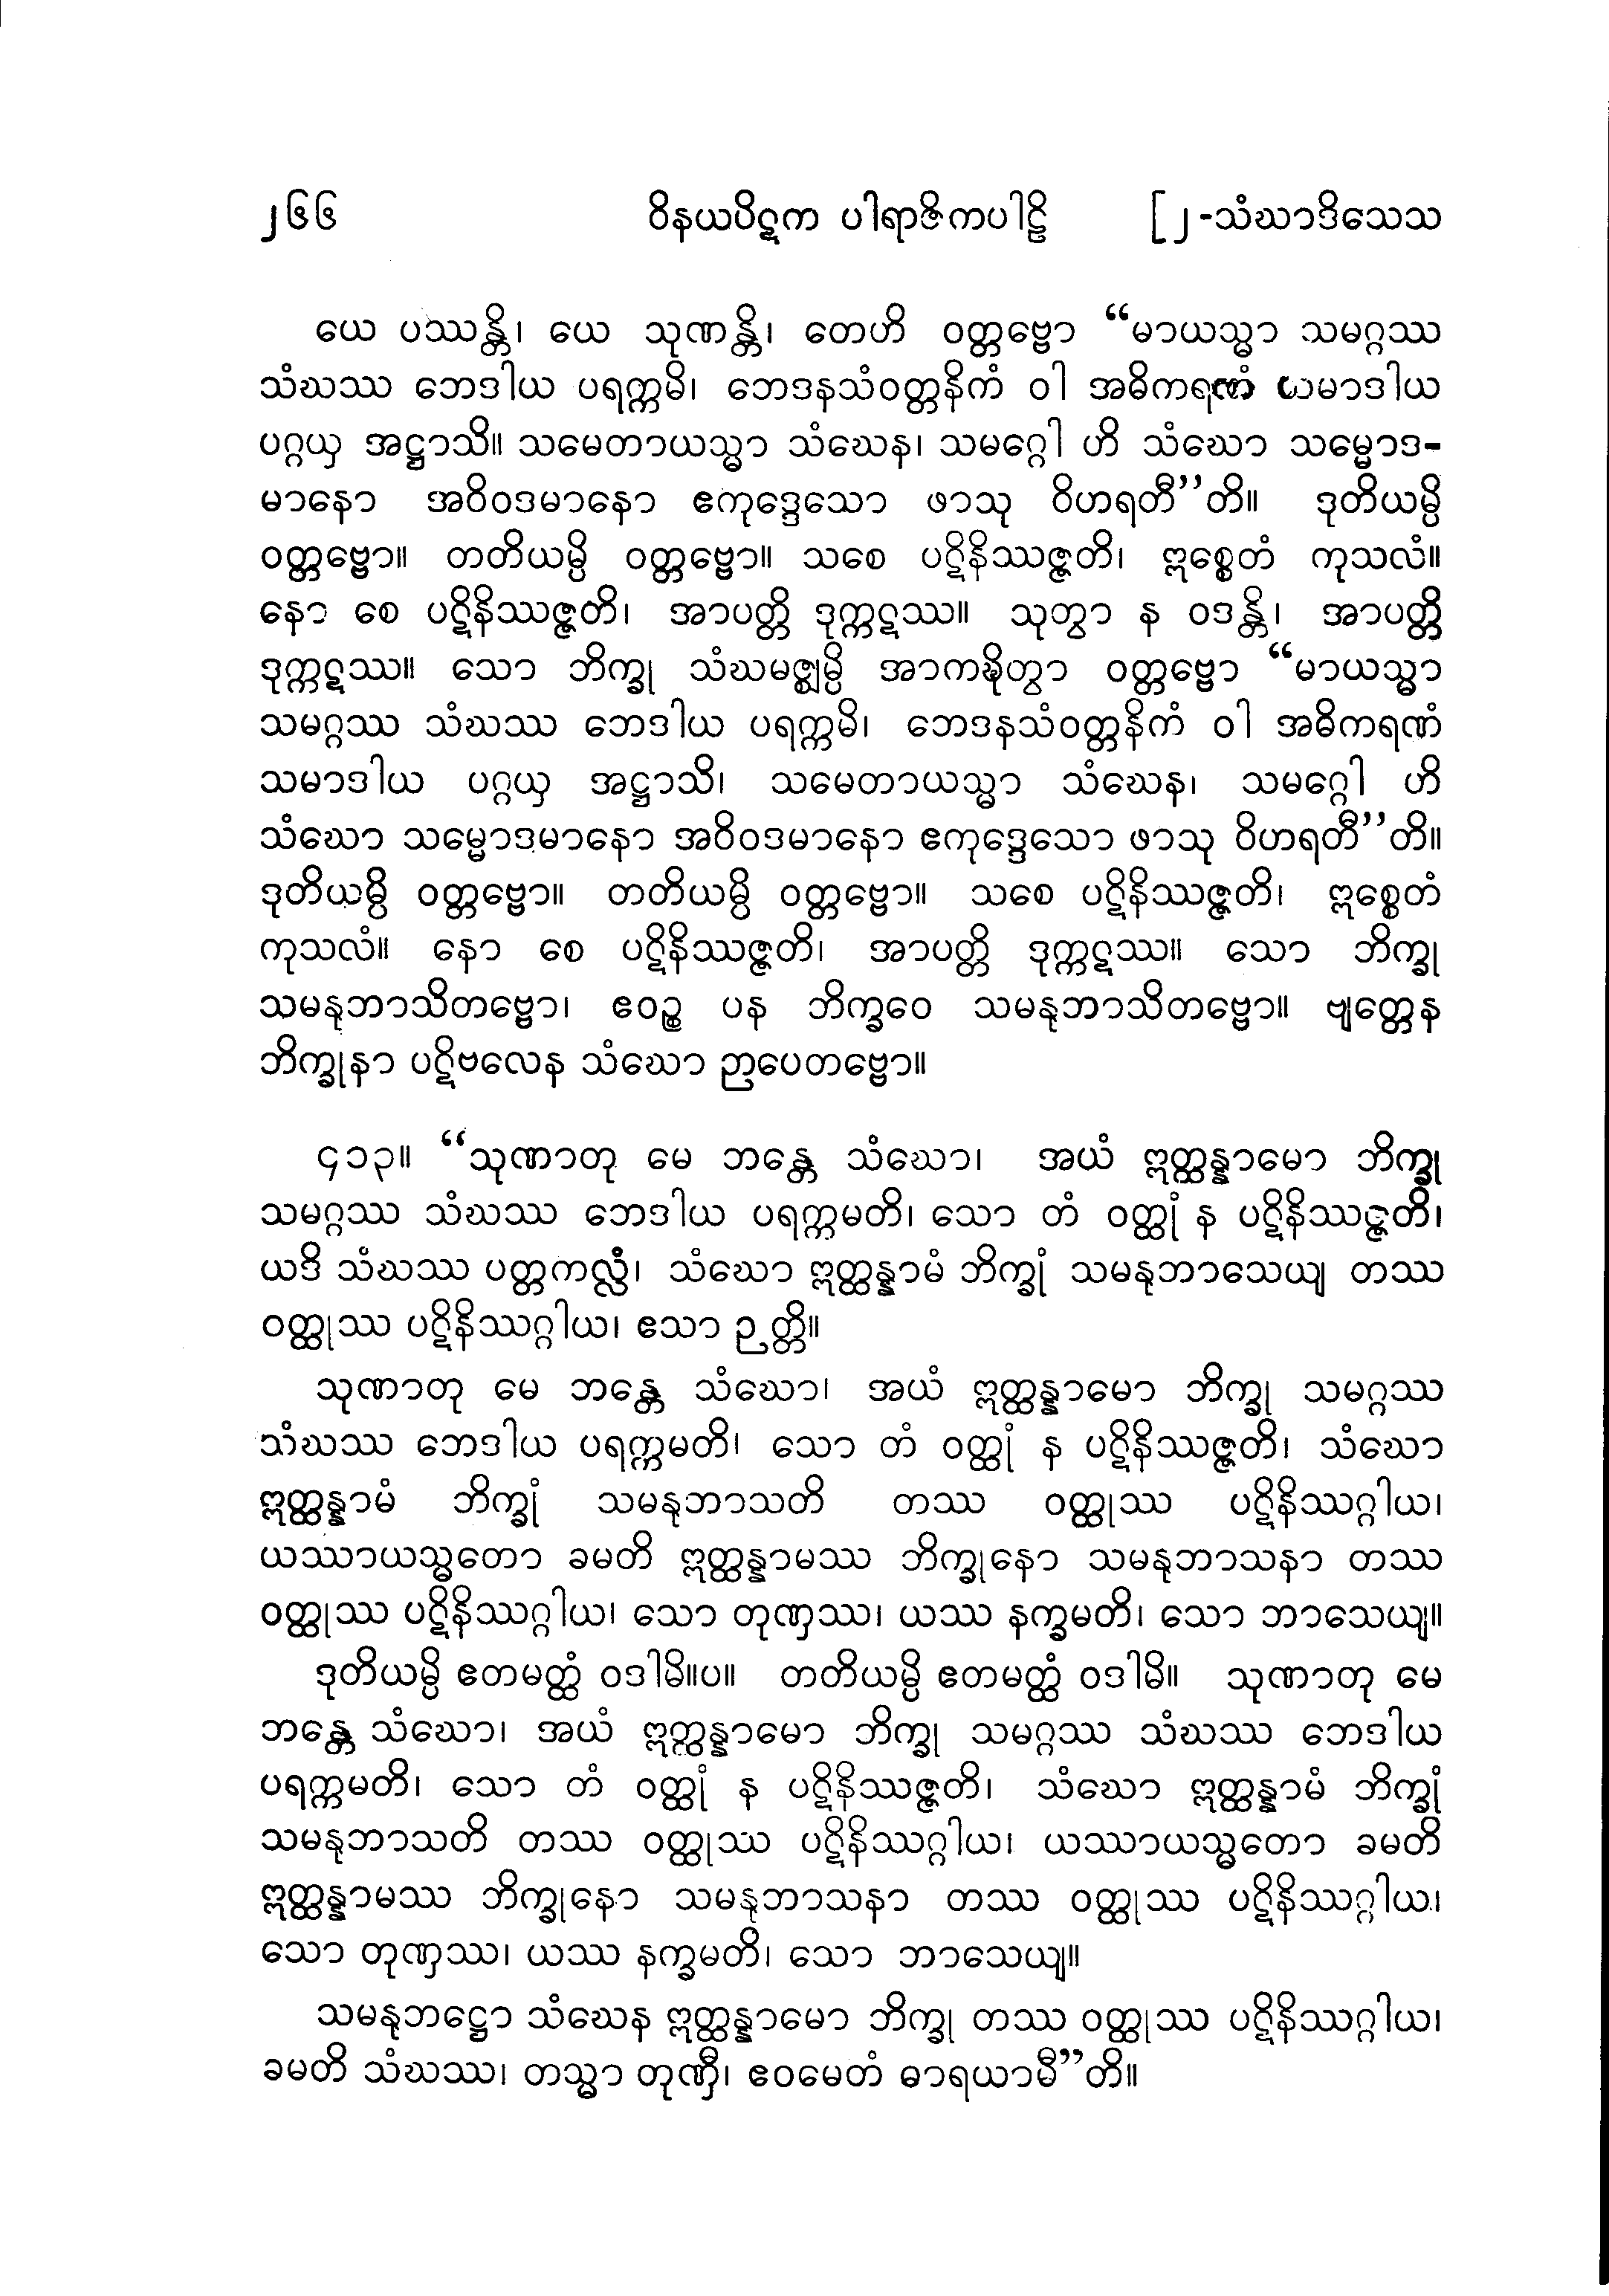 ၂၆၆ ဝိနယပိဋက ပါရာဇိကပါဠိ [၂-သံဃာဒိသေသ
ယေ ပဿန္တိ၊ ယေ သုဏန္တိ၊ တေဟိ ဝတ္တဗ္ဗော “မာယသ္မာ သမဂ္ဂဿ
သံဃဿ ဘေဒါယ ပရက္ကမိ၊ ဘေဒနသံဝတ္တနိကံ ဝါ အဓိကရဏံ သမာဒါယ
ပဂ္ဂယှ အဋ္ဌာသိ။ သမေတာယသ္မာ သံဃေန၊ သမဂ္ဂေါ ဟိ သံဃော သမ္မောဒ-
မာနော အဝိဝဒမာနော ဧကုဒ္ဒေသော ဖာသု ဝိဟရတီ”တိ။ ဒုတိယမ္ပိ
ဝတ္တဗ္ဗော။ တတိယမ္ပိ ဝတ္တဗ္ဗော။ သစေ ပဋိနိဿဇ္ဇတိ၊ ဣစ္စေတံ ကုသလံ။
နော စေ ပဋိနိဿဇ္ဇတိ၊ အာပတ္တိ ဒုက္ကဋဿ။ သုတွာ န ဝဒန္တိ၊ အာပတ္တိ
ဒုက္ကဋဿ။ သော ဘိက္ခု သံဃမဇ္ဈမ္ပိ အာကဍ္ဎိတွာ ဝတ္တဗ္ဗော “မာယသ္မာ
သမဂ္ဂဿ သံဃဿ ဘေဒါယ ပရက္ကမိ၊ ဘေဒနသံဝတ္တနိကံ ဝါ အဓိကရဏံ
သမာဒါယ ပဂ္ဂယှ အဋ္ဌာသိ၊ သမေတာယသ္မာ သံဃေန၊ သမဂ္ဂေါ ဟိ
သံဃော သမ္မောဒမာနော အဝိဝဒမာနော ဧကုဒ္ဒေသော ဖာသု ဝိဟရတီ”တိ။
ဒုတိယမ္ပိ ဝတ္တဗ္ဗော။ တတိယမ္ပိ ဝတ္တဗ္ဗော။ သစေ ပဋိနိဿဇ္ဇတိ၊ ဣစ္စေတံ
ကုသလံ။ နော စေ ပဋိနိဿဇ္ဇတိ၊ အာပတ္တိ ဒုက္ကဋဿ။ သော ဘိက္ခု
သမနုဘာသိတဗ္ဗော၊ ဧဝဉ္စ ပန ဘိက္ခဝေ သမနုဘာသိတဗ္ဗော။ ဗျတ္တေန
ဘိက္ခုနာ ပဋိဗလေန သံဃော ဉာပေတဗ္ဗော။
၄၁၃။ “သုဏာတု မေ ဘန္တေ သံဃော၊ အယံ ဣတ္ထန္နာမော ဘိက္ခု
သမဂ္ဂဿ သံဃဿ ဘေဒါယ ပရက္ကမတိ၊ သော တံ ဝတ္ထုံ န ပဋိနိဿဇ္ဇတိ၊
ယဒိ သံဃဿ ပတ္တကလ္လံ၊ သံဃော ဣတ္ထန္နာမံ ဘိက္ခုံ သမနုဘာသေယျ တဿ
ဝတ္ထုဿ ပဋိနိဿဂ္ဂါယ၊ ဧသာ ဉတ္တိ။
သုဏာတု မေ ဘန္တေ သံဃော၊ အယံ ဣတ္ထန္နာမော ဘိက္ခု သမဂ္ဂဿ
သံဃဿ ဘေဒါယ ပရက္ကမတိ၊ သော တံ ဝတ္ထုံ န ပဋိနိဿဇ္ဇတိ၊ သံဃော
ဣတ္ထန္နာမံ ဘိက္ခုံ သမနုဘာသတိ တဿ ဝတ္ထုဿ ပဋိနိဿဂ္ဂါယ၊
ယဿာယသ္မတော ခမတိ ဣတ္ထန္နာမဿ ဘိက္ခုနော သမနုဘာသနာ တဿ
ဝတ္ထုဿ ပဋိနိဿဂ္ဂါယ၊ သော တုဏှဿ၊ ယဿ နက္ခမတိ၊ သော ဘာသေယျ။
ဒုတိယမ္ပိ ဧတမတ္ထံ ဝဒါမိ။ပ။ တတိယမ္ပိ ဧတမတ္ထံ ဝဒါမိ။ သုဏာတု မေ
ဘန္တေ သံဃော၊ အယံ ဣတ္ထန္နာမော ဘိက္ခု သမဂ္ဂဿ သံဃဿ ဘေဒါယ
ပရက္ကမတိ၊ သော တံ ဝတ္ထုံ န ပဋိနိဿဇ္ဇတိ၊ သံဃော ဣတ္ထန္နာမံ ဘိက္ခုံ
သမနုဘာသတိ တဿ ဝတ္ထုဿ ပဋိနိဿဂ္ဂါယ၊ ယဿာယသ္မတော ခမတိ
ဣတ္ထန္နာမဿ ဘိက္ခုနော သမနုဘာသနာ တဿ ဝတ္ထုဿ ပဋိနိဿဂ္ဂါယ၊
သော တုဏှဿ၊ ယဿ နက္ခမတိ၊ သော ဘာသေယျ။
သမနုဘဋ္ဌော သံဃေန ဣတ္ထန္နာမော ဘိက္ခု တဿ ဝတ္ထုဿ ပဋိနိဿဂ္ဂါယ၊
ခမတိ သံဃဿ၊ တသ္မာ တုဏှီ၊ ဧဝမေတံ ဓာရယာမီ”တိ။